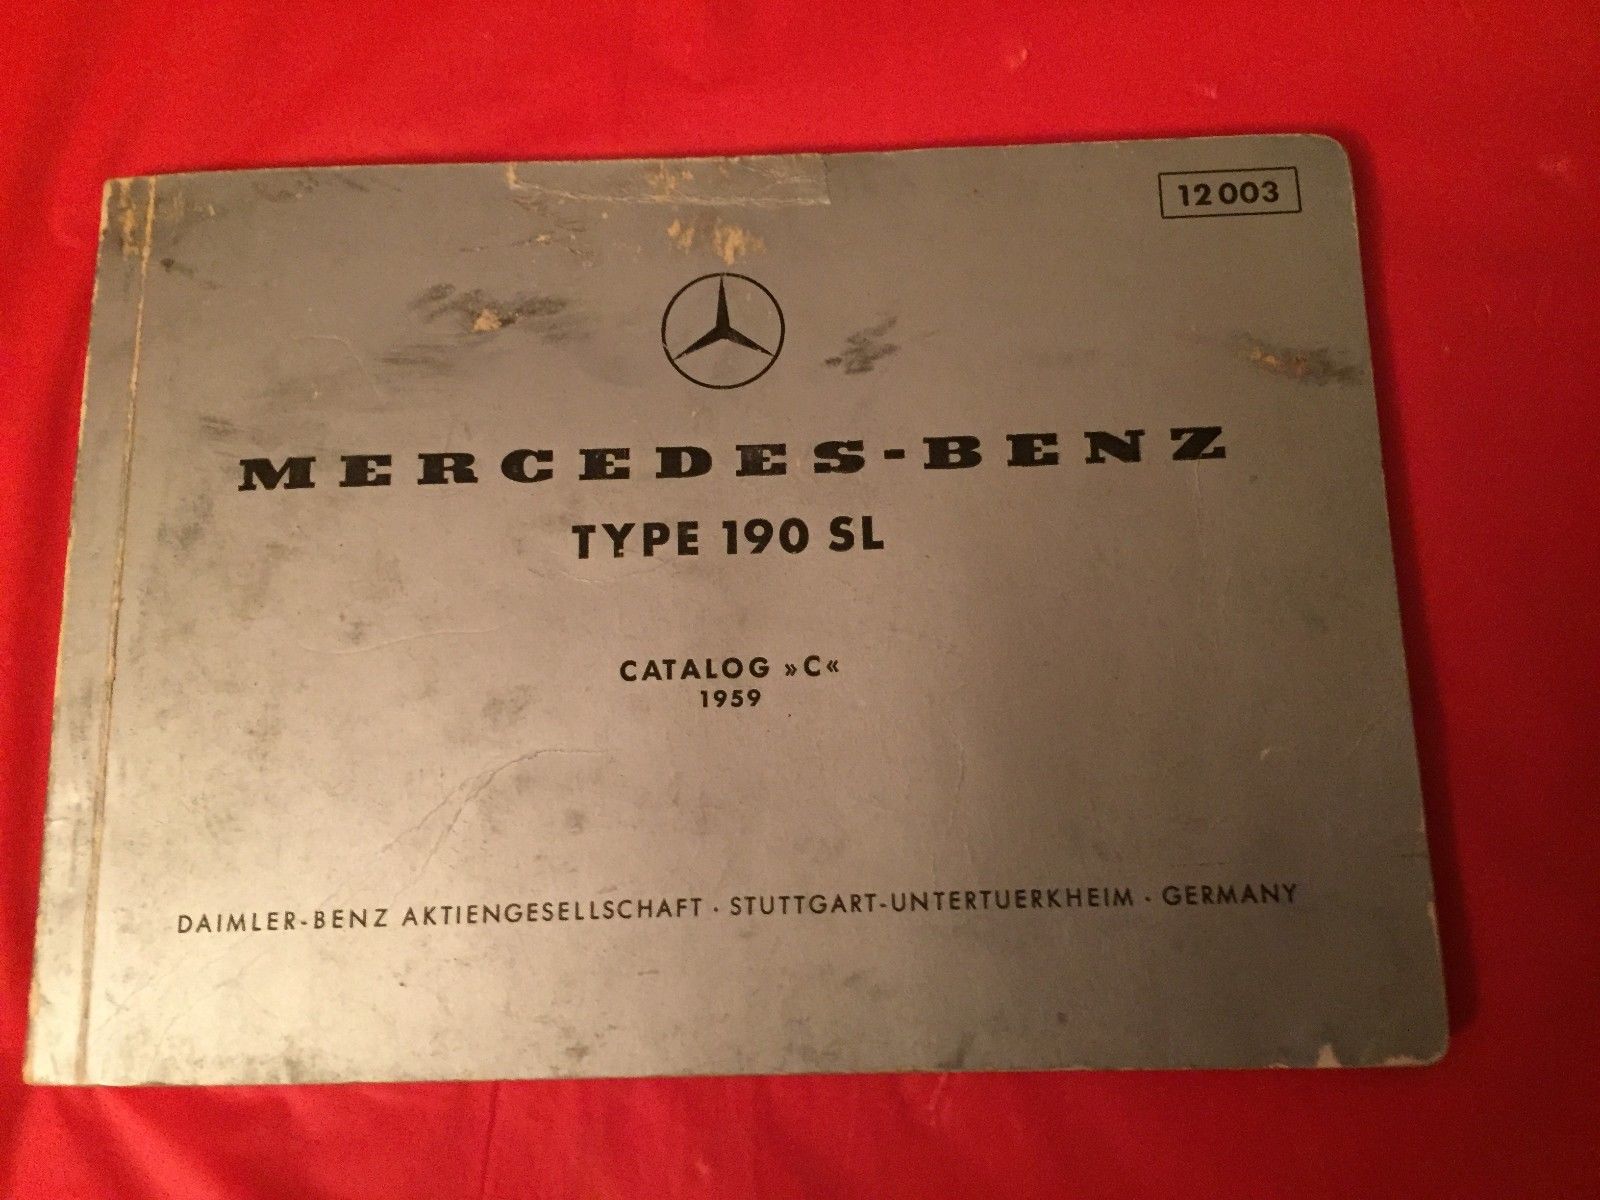 12 003
MERCEDES-BENZ
TYPE 190 SL
CATALOG »C«
1959
DAIMLER-BENZ AKTIENGESELLSCHAFT · STUTTGART-UNTERTUERKHEIM · GERMANY